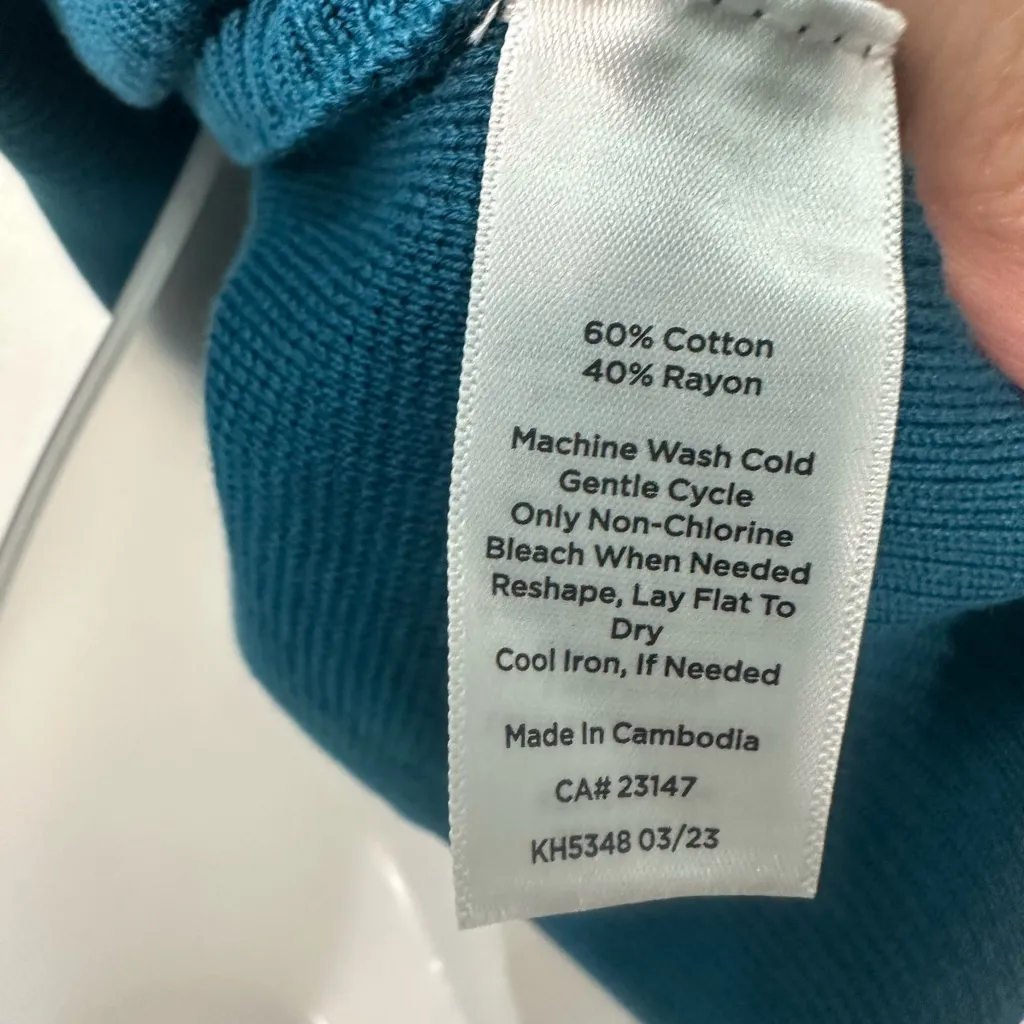 60% Cotton
40% Rayon
Machine Wash Cold
Gentle Cycle
Only Non-Chlorine
Bleach When Needed
Reshape, Lay Flat To
Dry
Cool Iron, If Needed
Made In Cambodia
CA# 23147
KH5348 03/23